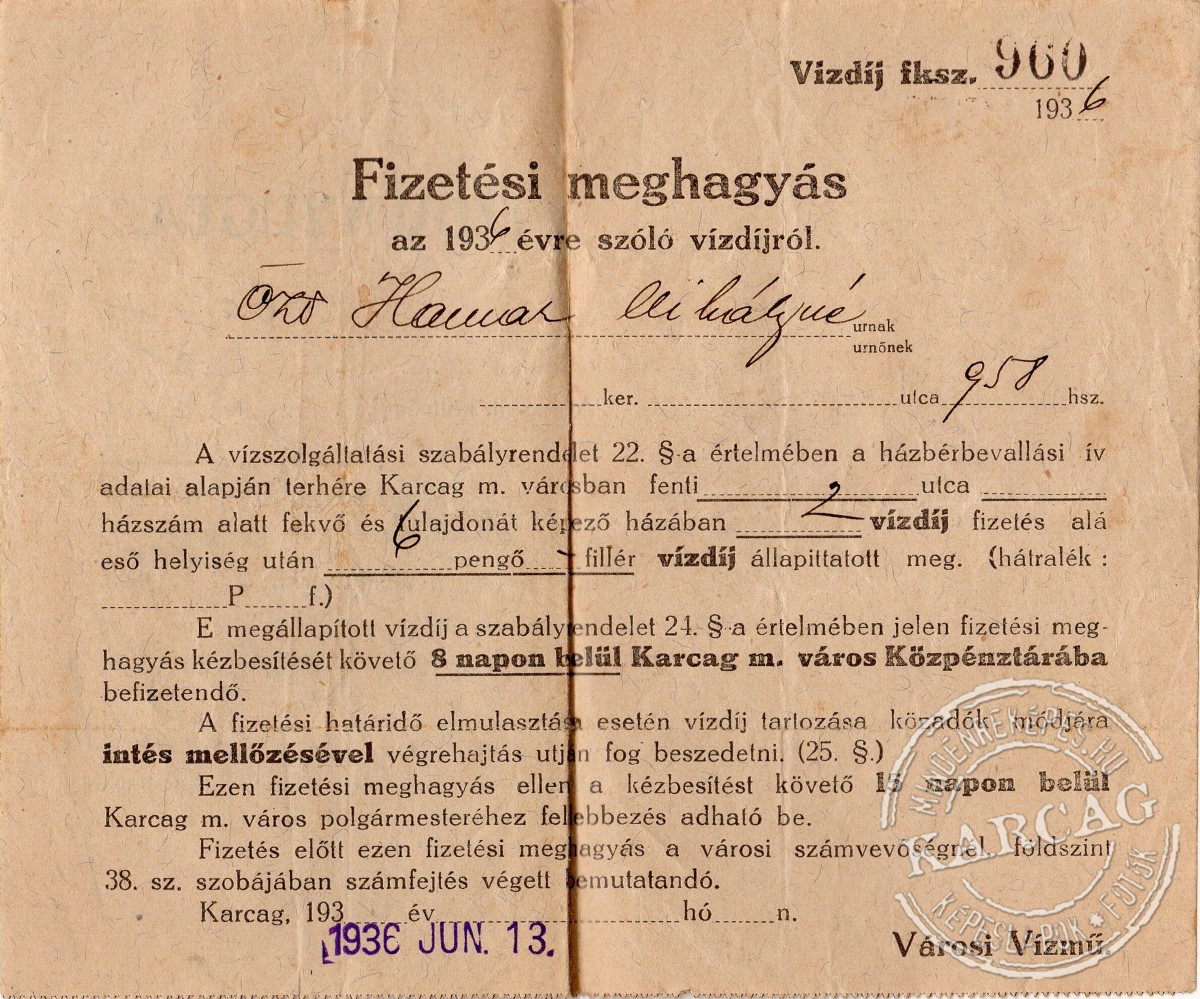 Vizdíj fksz. 960
1936
Fizetési meghagyás
az 1936 évre szóló vízdíjról.
Özv Hamar Mihályné urnak
urnőnek
ker. utca 958 hsz.
A vízszolgáltatási szabályrendelet 22. §-a értelmében a házbérbevallási ív
adatai alapján terhére Karcag m. városban fenti utca
házszám alatt fekvő és tulajdonát képező házában 2 vízdíj fizetés alá
eső helyiség után 6 pengő - fillér vízdíj állapittatott meg. (hátralék :
P f.)
E megállapított vízdíj a szabályrendelet 24. §-a értelmében jelen fizetési meg-
hagyás kézbesítését követő 8 napon belül Karcag m. város Közpénztárába
befizetendő.
A fizetési határidő elmulasztása esetén vízdíj tartozása közadók módjára
intés mellőzésével végrehajtás utján fog beszedetni. (25. §.)
Ezen fizetési meghagyás ellen a kézbesítést követő 15 napon belül
Karcag m. város polgármesteréhez fellebbezés adható be.
Fizetés előtt ezen fizetési meghagyás a városi számvevőségnél földszint
38. sz. szobájában számfejtés végett bemutatandó.
Karcag, 193 év hó n.
1936 JUN. 13.
Városi Vízmű.
MINDENKÉPES.HU
KARCAG
KÉPESLAPOK * FOTÓK